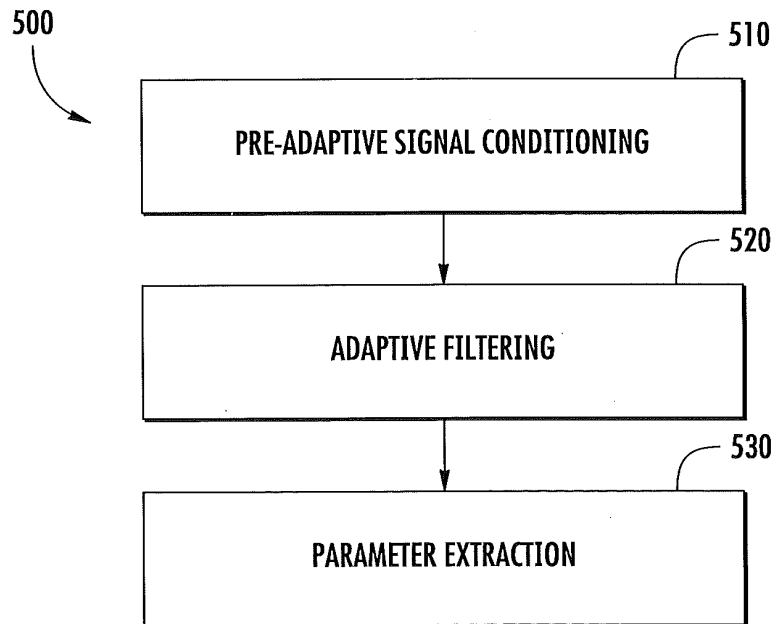 500
510
PRE-ADAPTIVE SIGNAL CONDITIONING
520
ADAPTIVE FILTERING
530
PARAMETER EXTRACTION